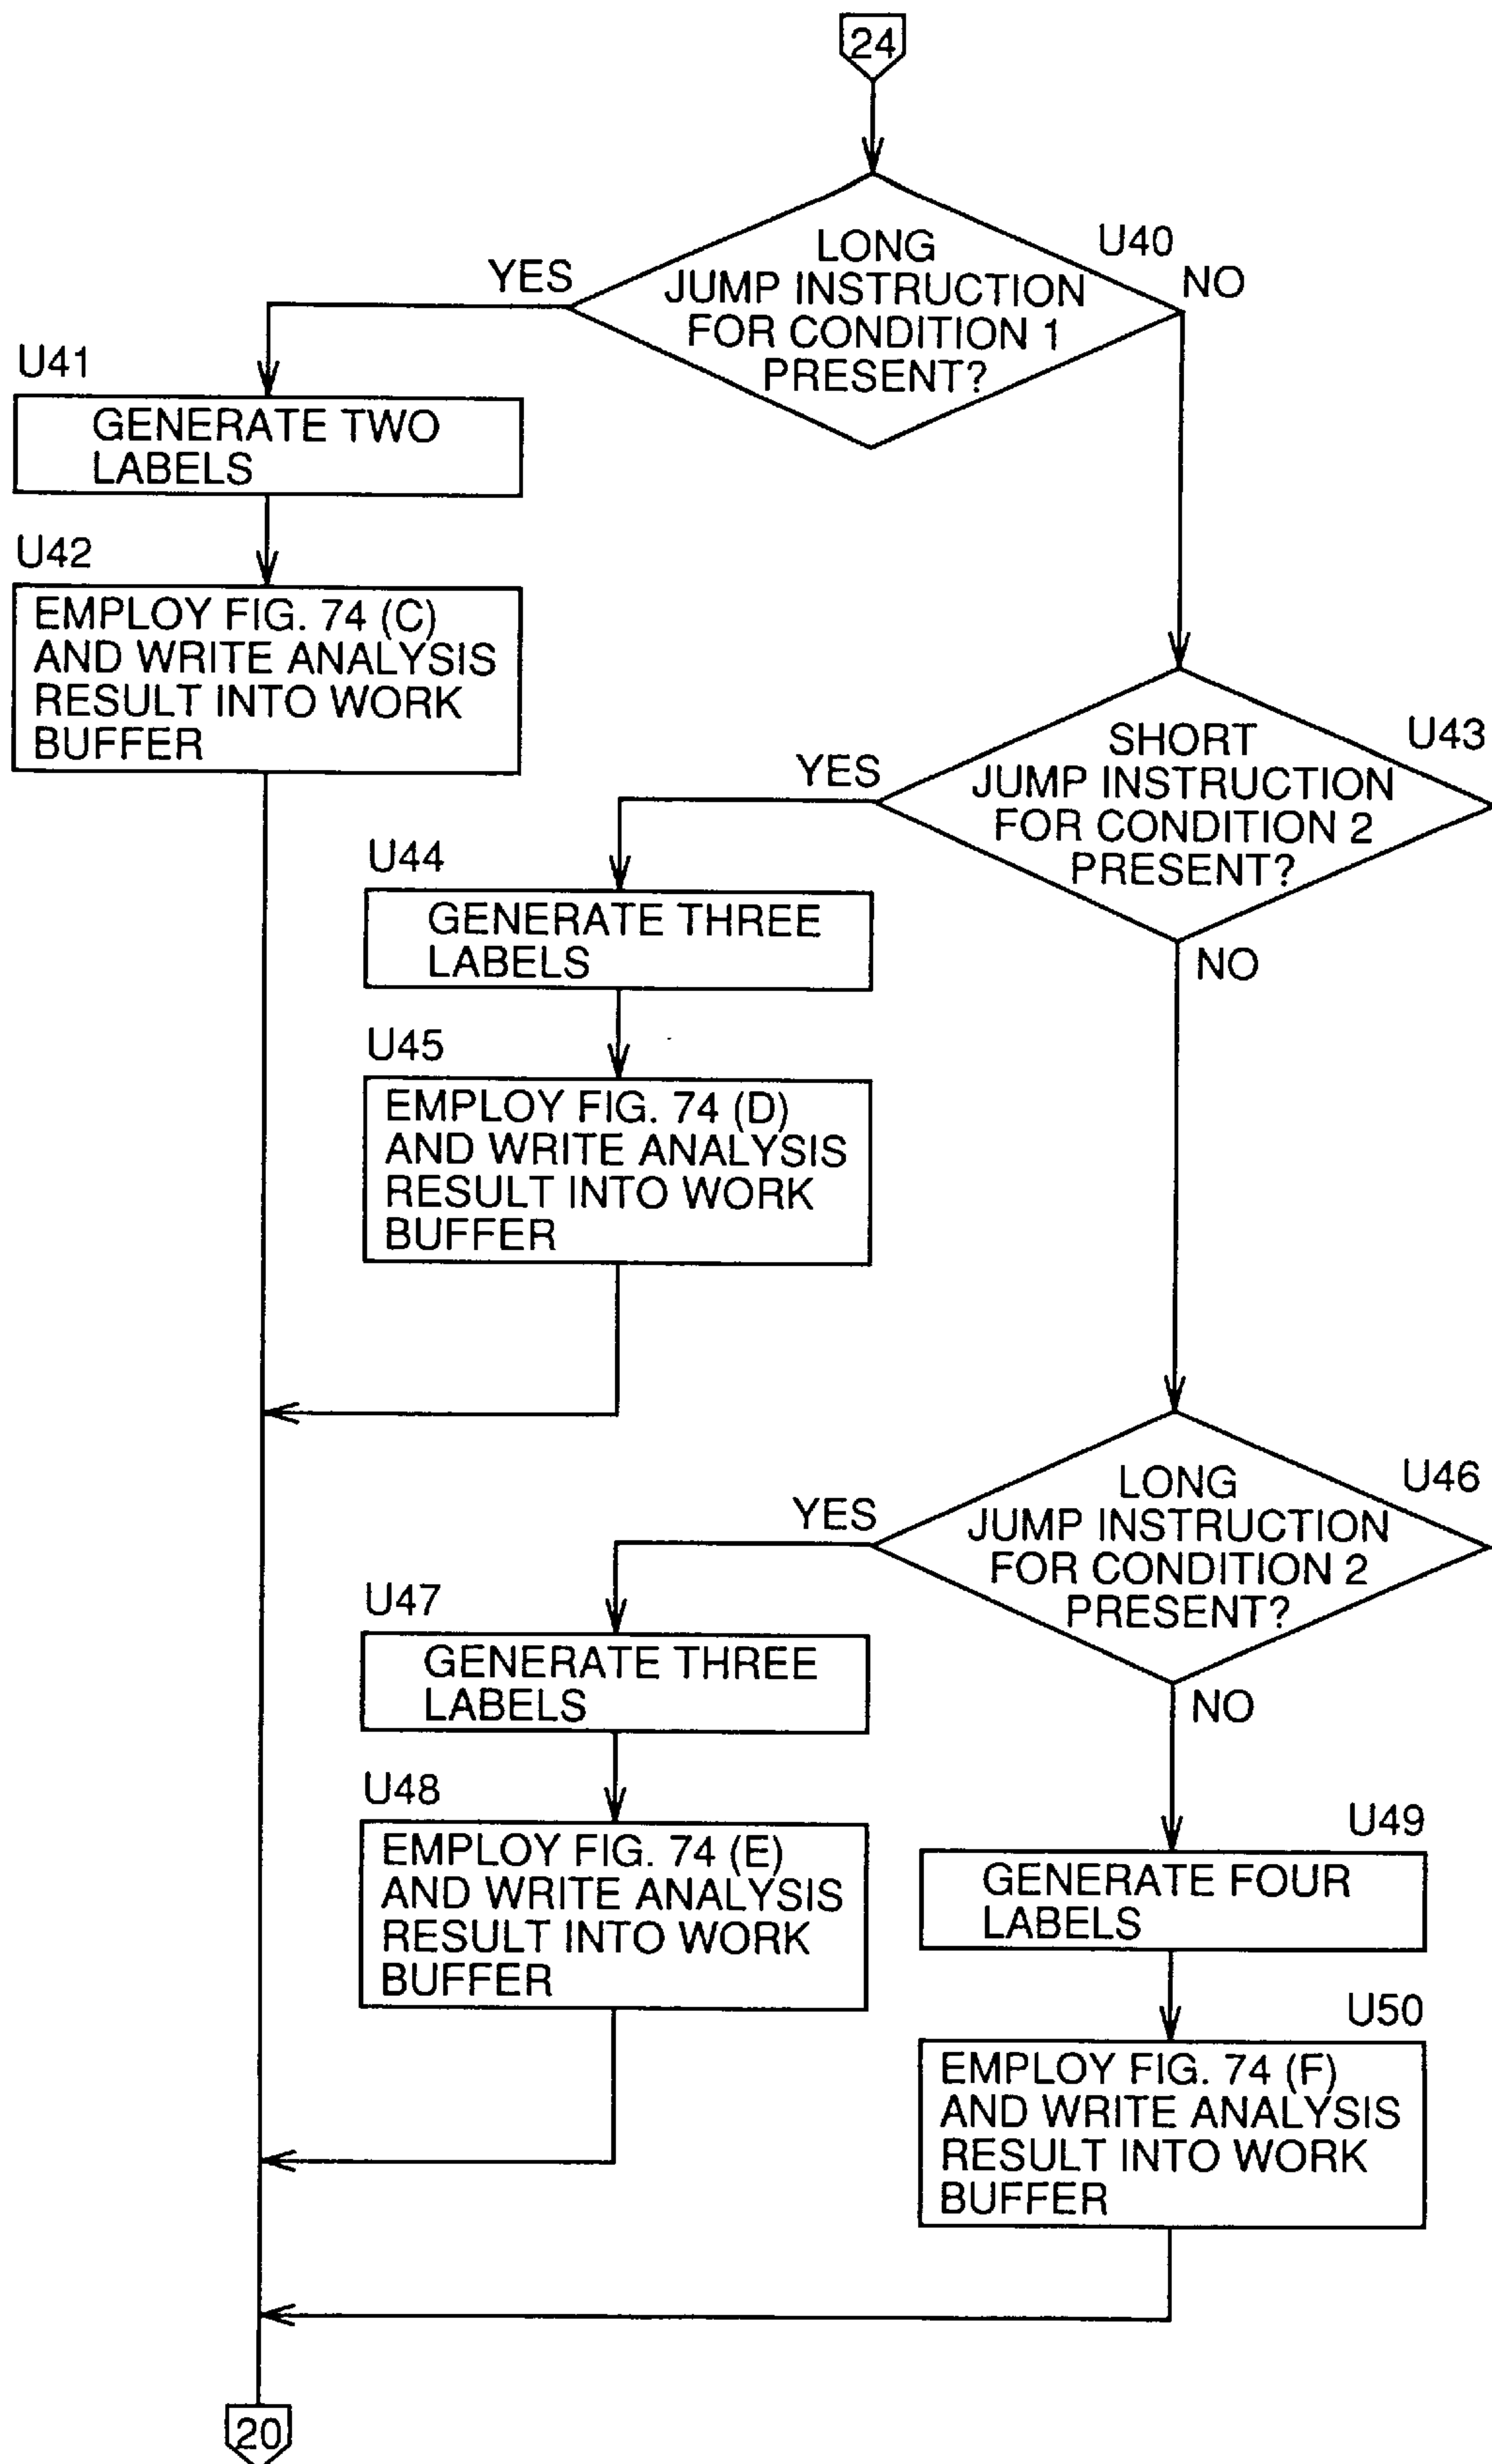 24
U40
LONG
JUMP INSTRUCTION
FOR CONDITION 1
PRESENT?
YES
NO
U41
GENERATE TWO
LABELS
U42
EMPLOY FIG. 74 (C)
AND WRITE ANALYSIS
RESULT INTO WORK
BUFFER
U43
SHORT
JUMP INSTRUCTION
FOR CONDITION 2
PRESENT?
YES
NO
U44
GENERATE THREE
LABELS
U45
EMPLOY FIG. 74 (D)
AND WRITE ANALYSIS
RESULT INTO WORK
BUFFER
U46
LONG
JUMP INSTRUCTION
FOR CONDITION 2
PRESENT?
YES
NO
U47
GENERATE THREE
LABELS
U48
EMPLOY FIG. 74 (E)
AND WRITE ANALYSIS
RESULT INTO WORK
BUFFER
U49
GENERATE FOUR
LABELS
U50
EMPLOY FIG. 74 (F)
AND WRITE ANALYSIS
RESULT INTO WORK
BUFFER
20